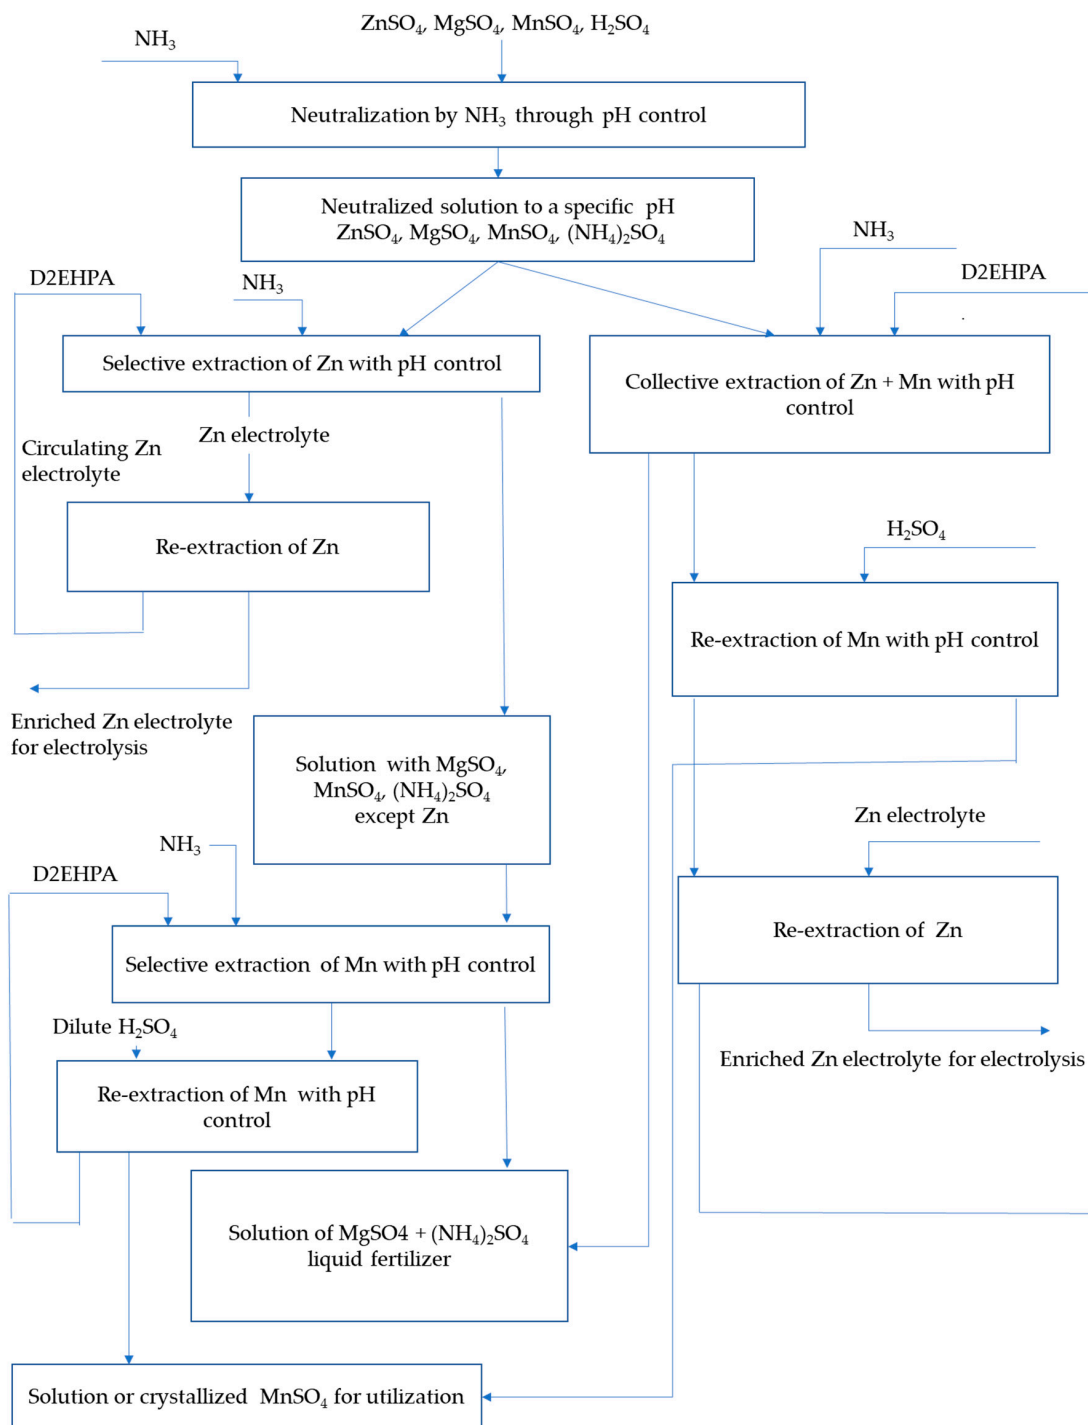 ZnSO₄, MgSO₄, MnSO₄, H₂SO₄
NH₃
Neutralization by NH₃ through pH control
Neutralized solution to a specific pH
ZnSO₄, MgSO₄, MnSO₄, (NH₄)₂SO₄
NH₃
D2EHPA
D2EHPA
NH₃
.
Selective extraction of Zn with pH control
Collective extraction of Zn + Mn with pH
control
Zn electrolyte
Circulating Zn
electrolyte
Re-extraction of Zn
H₂SO₄
Re-extraction of Mn with pH control
Enriched Zn electrolyte
for electrolysis
Solution with MgSO₄,
MnSO₄, (NH₄)₂SO₄
except Zn
Zn electrolyte
NH₃
D2EHPA
Re-extraction of Zn
Selective extraction of Mn with pH control
Dilute H₂SO₄
Enriched Zn electrolyte for electrolysis
Re-extraction of Mn with pH
control
Solution of MgSO4 + (NH₄)₂SO₄
liquid fertilizer
Solution or crystallized MnSO₄ for utilization